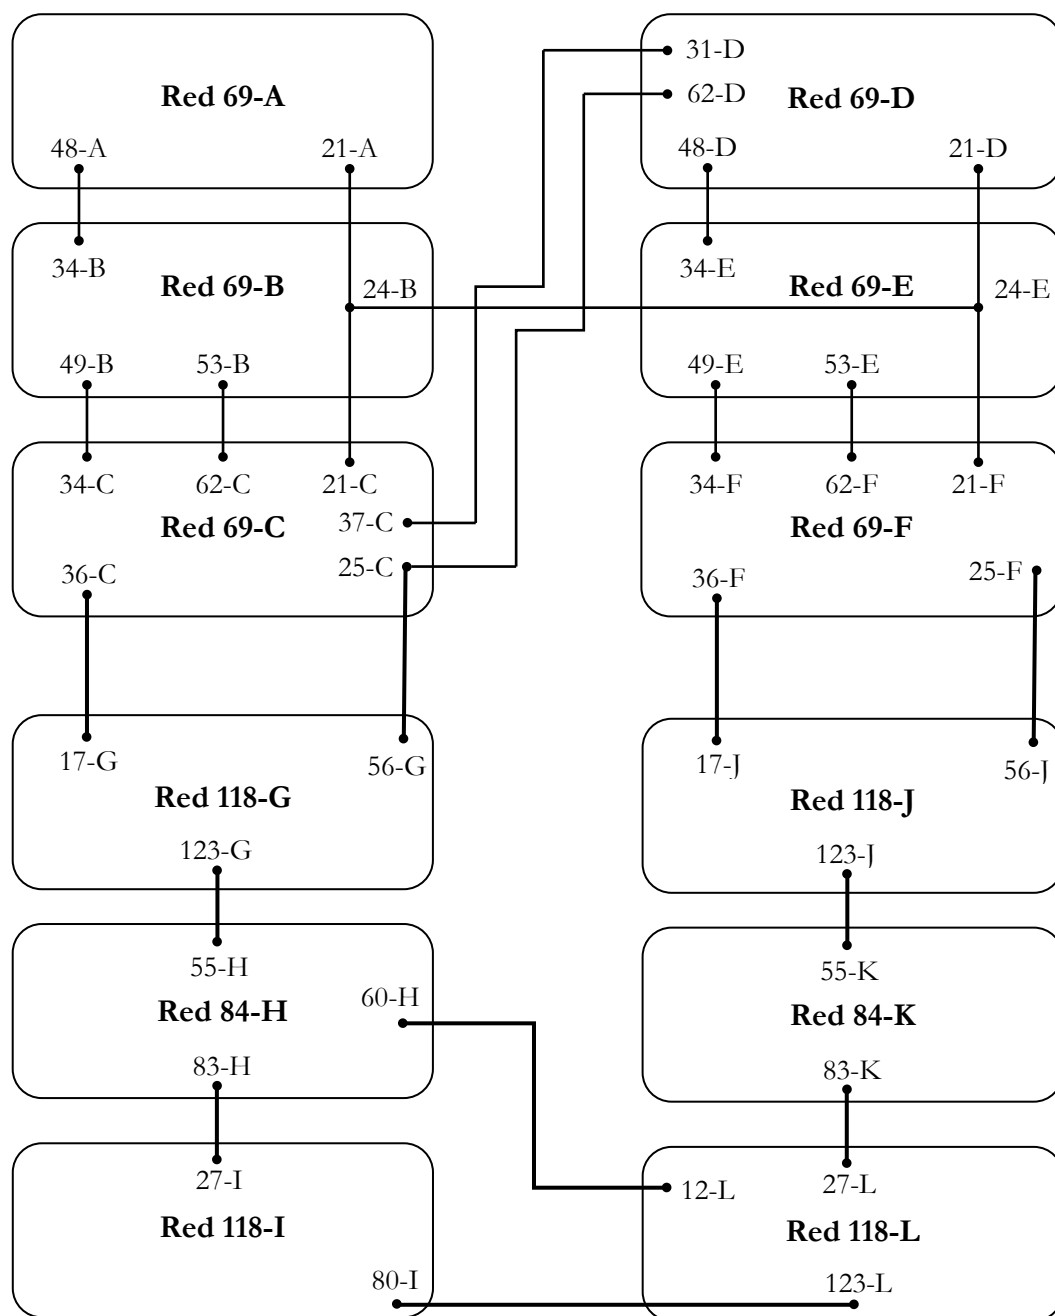 31-D
62-D
Red 69-A
Red 69-D
48-A
21-A
48-D
21-D
34-B
34-E
Red 69-B
24-B
Red 69-E
24-E
49-B
53-B
49-E
53-E
34-C
62-C
21-C
34-F
62-F
21-F
37-C
Red 69-C
Red 69-F
25-C
25-F
36-C
36-F
17-G
56-G
17-J
56-J
Red 118-G
Red 118-J
123-G
123-J
55-H
55-K
60-H
Red 84-H
Red 84-K
83-H
83-K
27-I
12-L
27-L
Red 118-I
Red 118-L
80-I
123-L